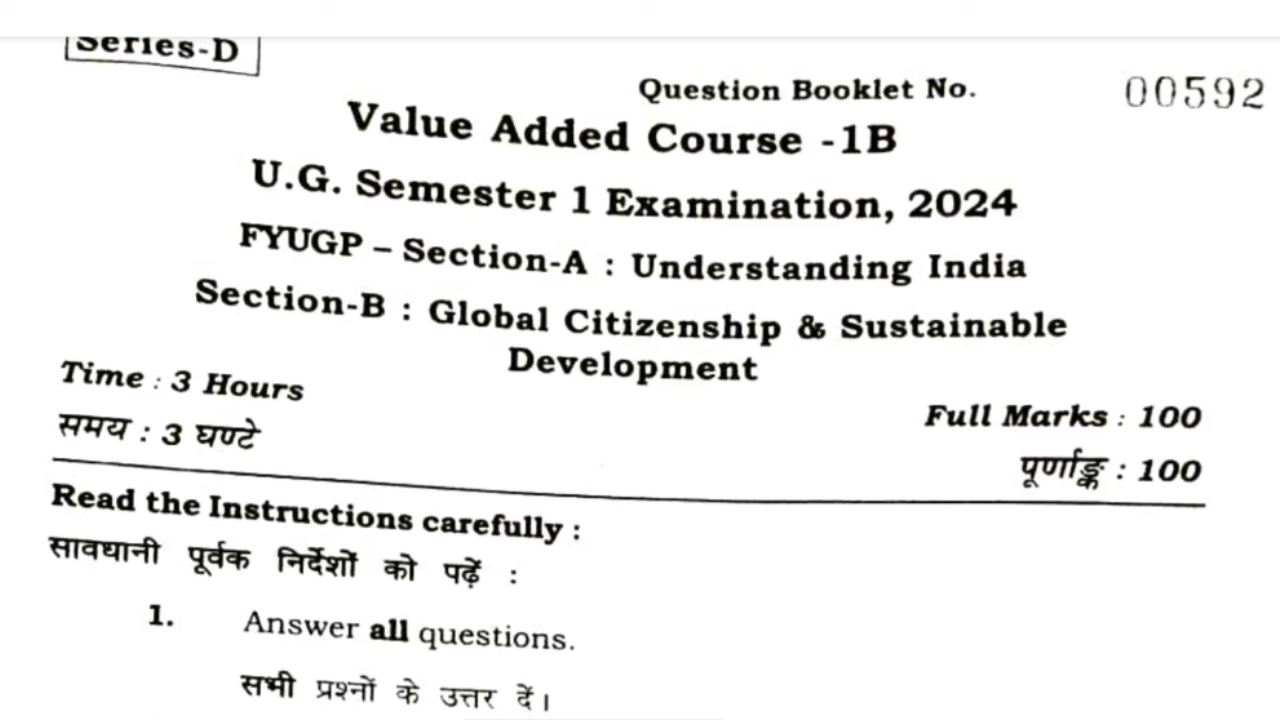 Series-D
Question Booklet No. 00592
Value Added Course -1B
U.G. Semester 1 Examination, 2024
FYUGP – Section-A : Understanding India
Section-B : Global Citizenship & Sustainable
Development
Time : 3 Hours
Full Marks : 100
समय : 3 घण्टे
पूर्णाङ्क : 100
Read the Instructions carefully :
सावधानी पूर्वक निर्देशों को पढ़ें :
1. Answer all questions.
सभी प्रश्नों के उत्तर दें।